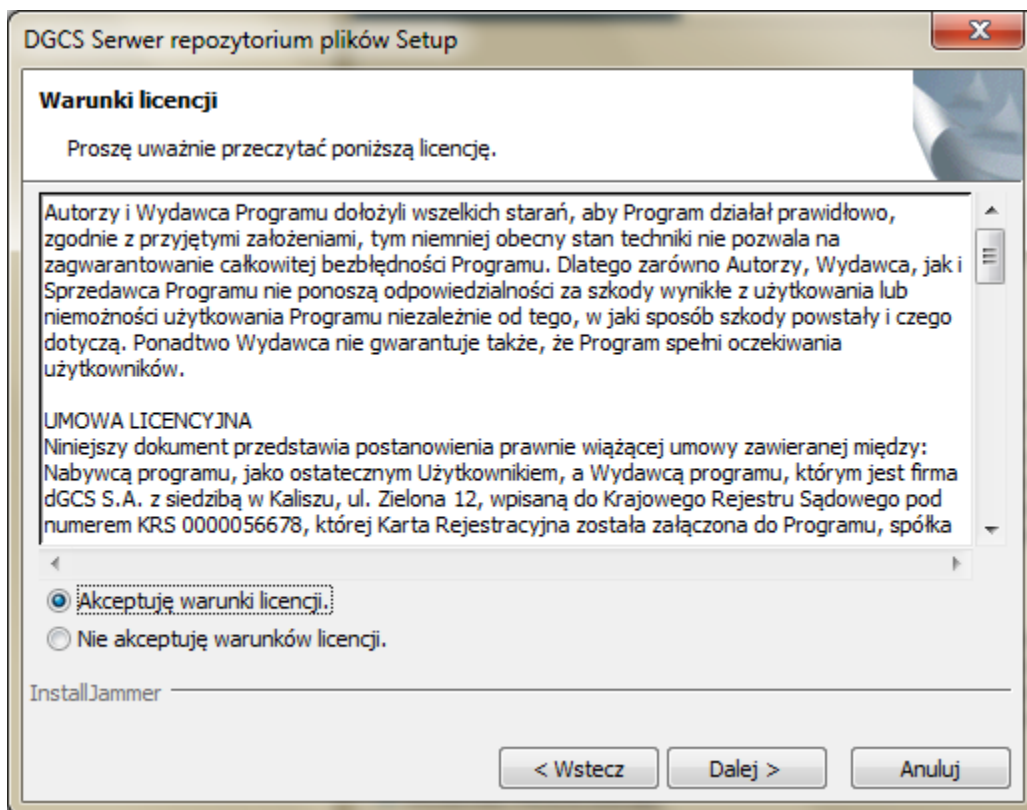 DGCS Serwer repozytorium plików Setup
Warunki licencji
Proszę uważnie przeczytać poniższą licencję.
Autorzy i Wydawca Programu dołożyli wszelkich starań, aby Program działał prawidłowo,
zgodnie z przyjętymi założeniami, tym niemniej obecny stan techniki nie pozwala na
zagwarantowanie całkowitej bezbłędności Programu. Dlatego zarówno Autorzy, Wydawca, jak i
Sprzedawca Programu nie ponoszą odpowiedzialności za szkody wynikłe z użytkowania lub
niemożności użytkowania Programu niezależnie od tego, w jaki sposób szkody powstały i czego
dotyczą. Ponadtwo Wydawca nie gwarantuje także, że Program spełni oczekiwania
użytkowników.
UMOWA LICENCYJNA
Niniejszy dokument przedstawia postanowienia prawnie wiążącej umowy zawieranej między:
Nabywcą programu, jako ostatecznym Użytkownikiem, a Wydawcą programu, którym jest firma
dGCS S.A. z siedzibą w Kaliszu, ul. Zielona 12, wpisaną do Krajowego Rejestru Sądowego pod
numerem KRS 0000056678, której Karta Rejestracyjna została załączona do Programu, spółka
Akceptuję warunki licencji.
Nie akceptuję warunków licencji.
InstallJammer
< Wstecz
Dalej >
Anuluj